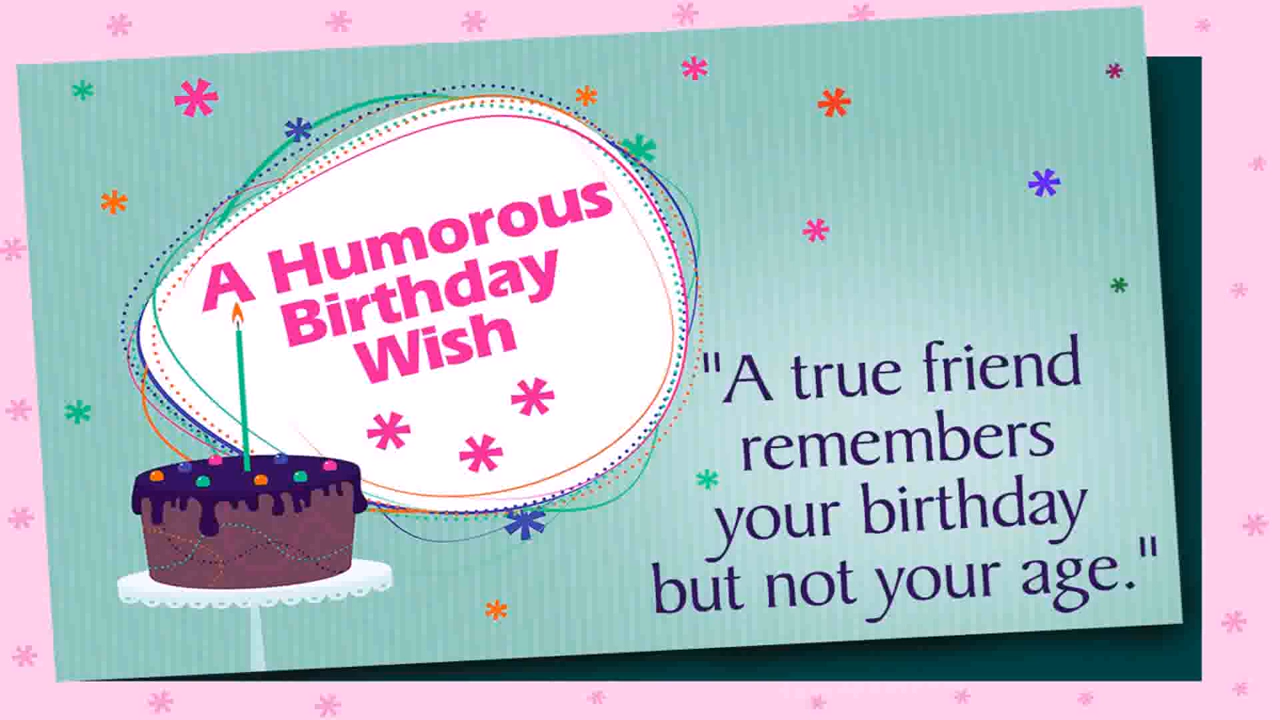 A Humorous
Birthday
Wish
"A true friend
remembers
your birthday
but not your age."